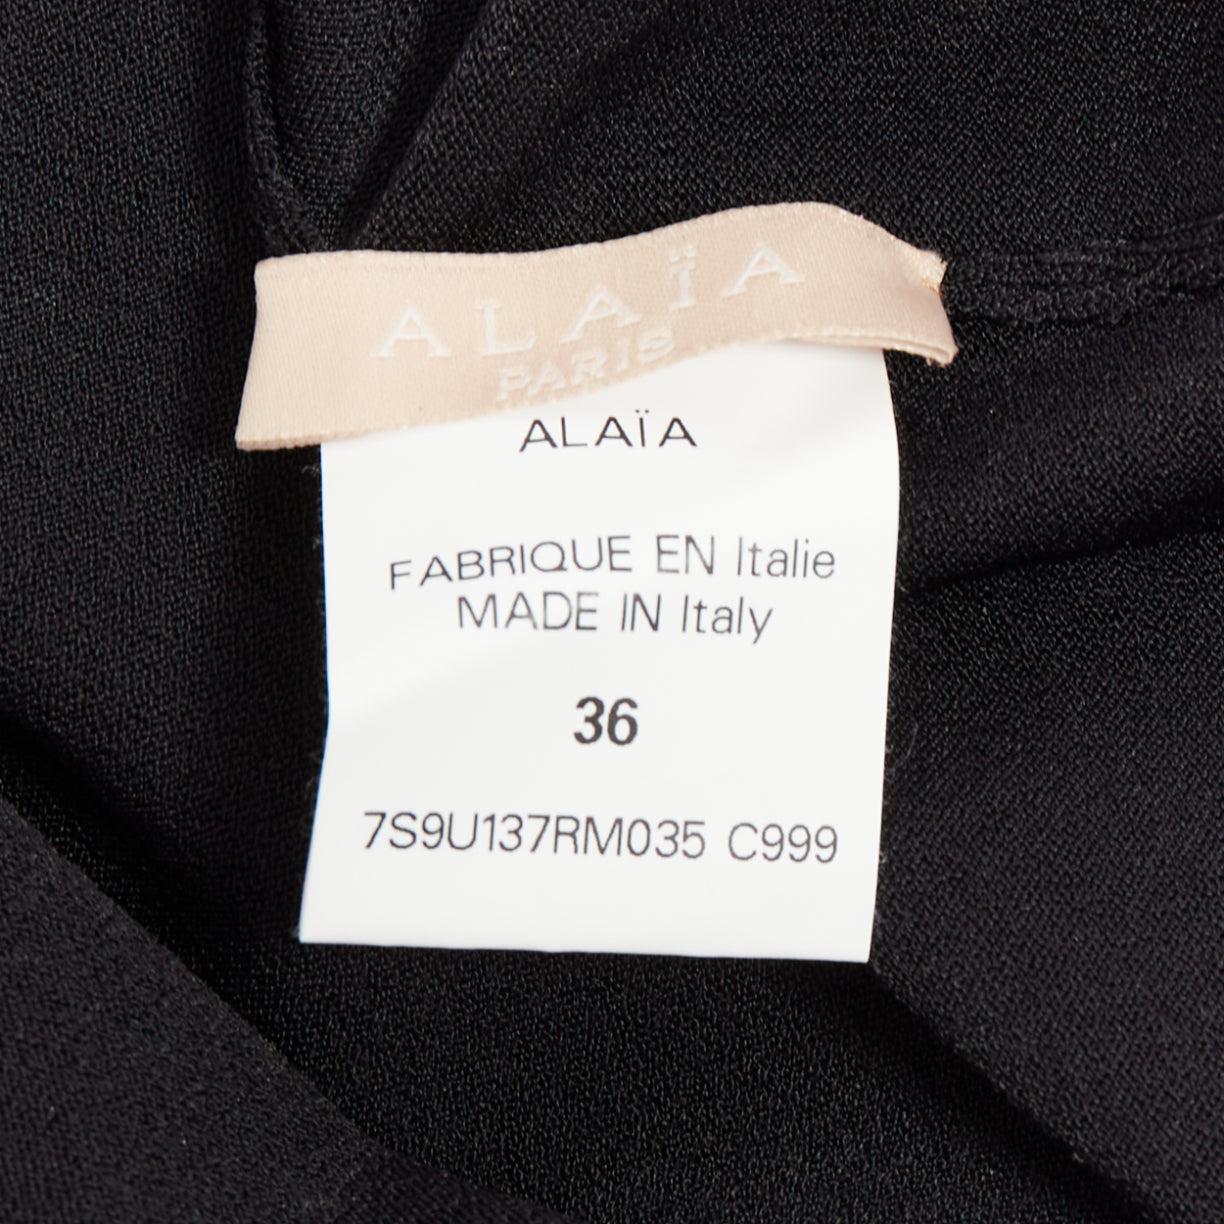 ALAÏA
PARIS
ALAÏA
FABRIQUE EN Italie
MADE IN Italy
36
7S9U137RM035 C999